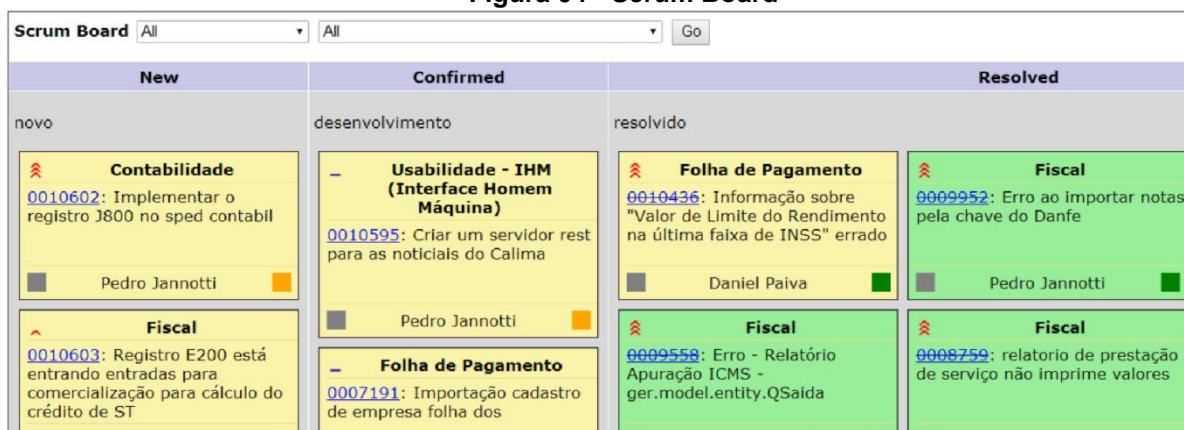 Figura 04 - Scrum Board
Scrum Board All All Go
New
novo
Contabilidade
0010602: Implementar o
registro J800 no sped contabil
Pedro Jannotti
Fiscal
0010603: Registro E200 está
entrando entradas para
comercialização para cálculo do
crédito de ST
Confirmed
desenvolvimento
Usabilidade - IHM
(Interface Homem
Máquina)
0010595: Criar um servidor rest
para as noticiais do Calima
Pedro Jannotti
Folha de Pagamento
0007191: Importação cadastro
de empresa folha dos
Resolved
resolvido
Folha de Pagamento
0010436: Informação sobre
"Valor de Limite do Rendimento
na última faixa de INSS" errado
Daniel Paiva
Fiscal
0009952: Erro ao importar notas
pela chave do Danfe
Pedro Jannotti
Fiscal
0009558: Erro - Relatório
Apuração ICMS -
ger.model.entity.QSaida
Fiscal
0008759: relatorio de prestação
de serviço não imprime valores